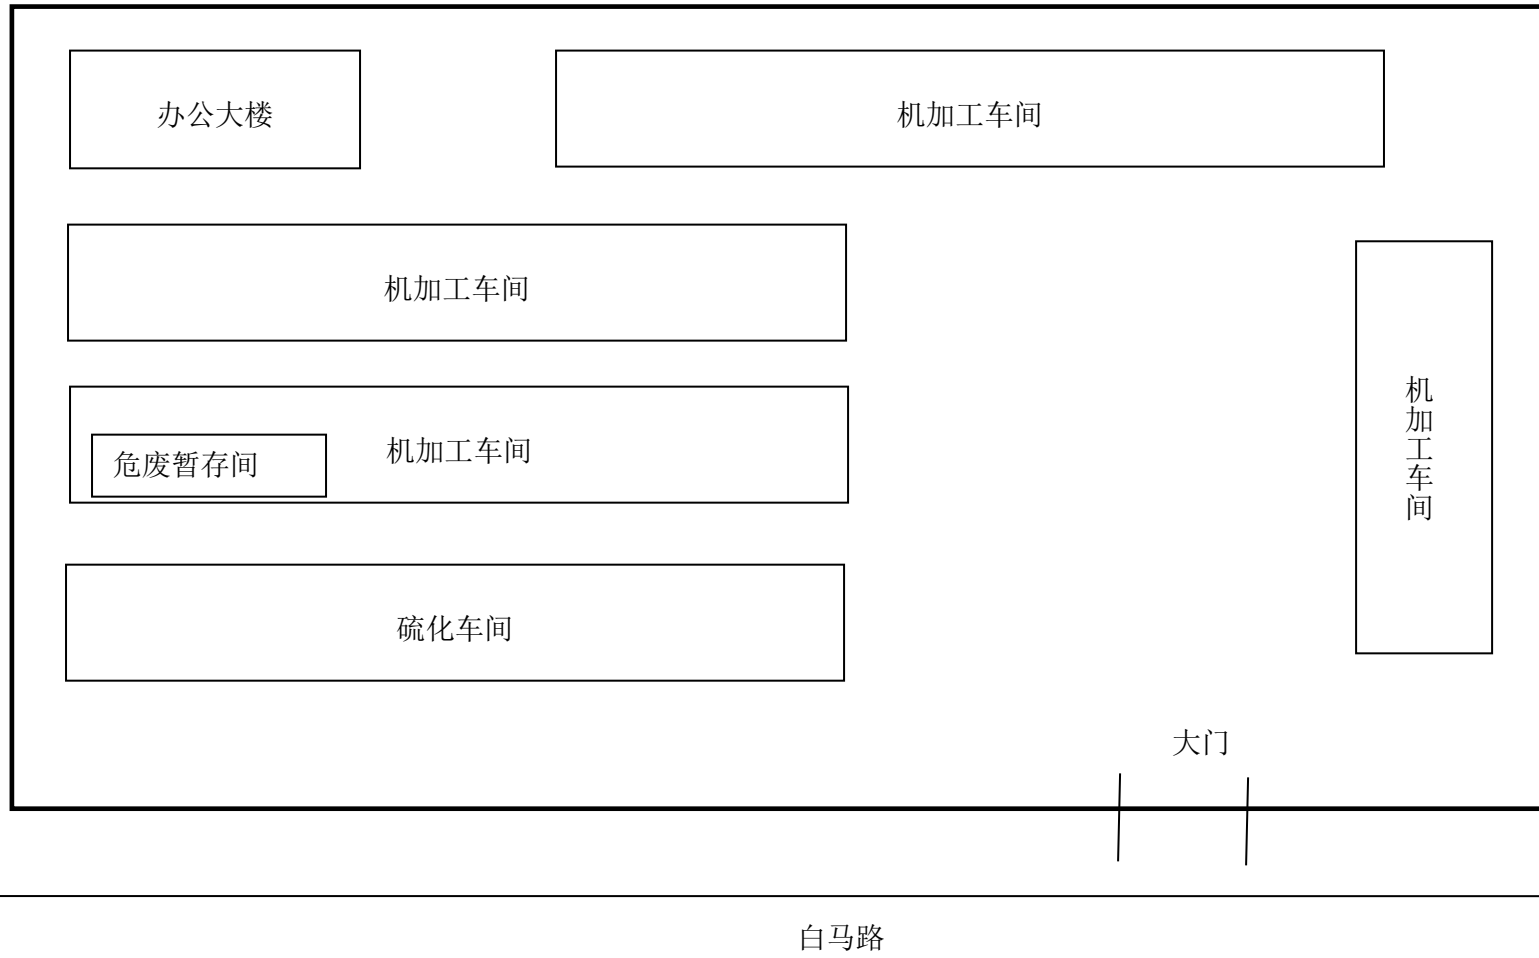 办公大楼
机加工车间
机加工车间
机加工车间
危废暂存间
机加工车间
硫化车间
大门
白马路